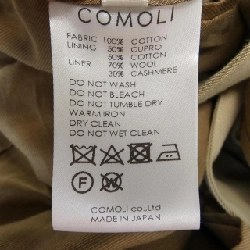 COMOLI
FABRIC 100% COTTON
LINING 50% CUPRO
50% COTTON
LINER 70% WOOL
30% CASHMERE
DO NOT WASH
DO NOT BLEACH
DO NOT TUMBLE DRY
WARM IRON
DRY CLEAN
DO NOT WET CLEAN
F W
COMOLI co.,Ltd
MADE IN JAPAN